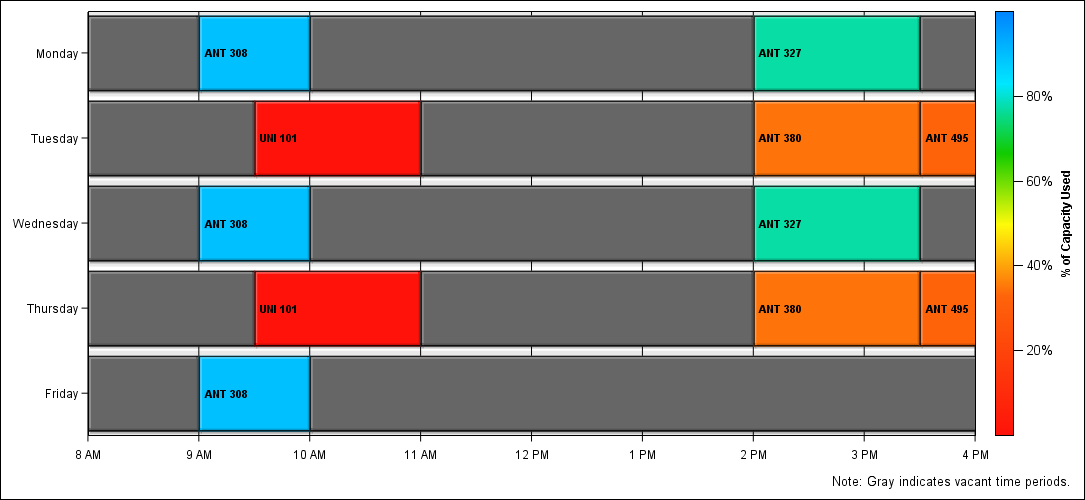 Monday
ANT 308
ANT 327
Tuesday
UNI 101
ANT 380
ANT 495
Wednesday
ANT 308
ANT 327
Thursday
UNI 101
ANT 380
ANT 495
Friday
ANT 308
8 AM 9 AM 10 AM 11 AM 12 PM 1 PM 2 PM 3 PM 4 PM
80%
60%
40%
20%
% of Capacity Used
Note: Gray indicates vacant time periods.